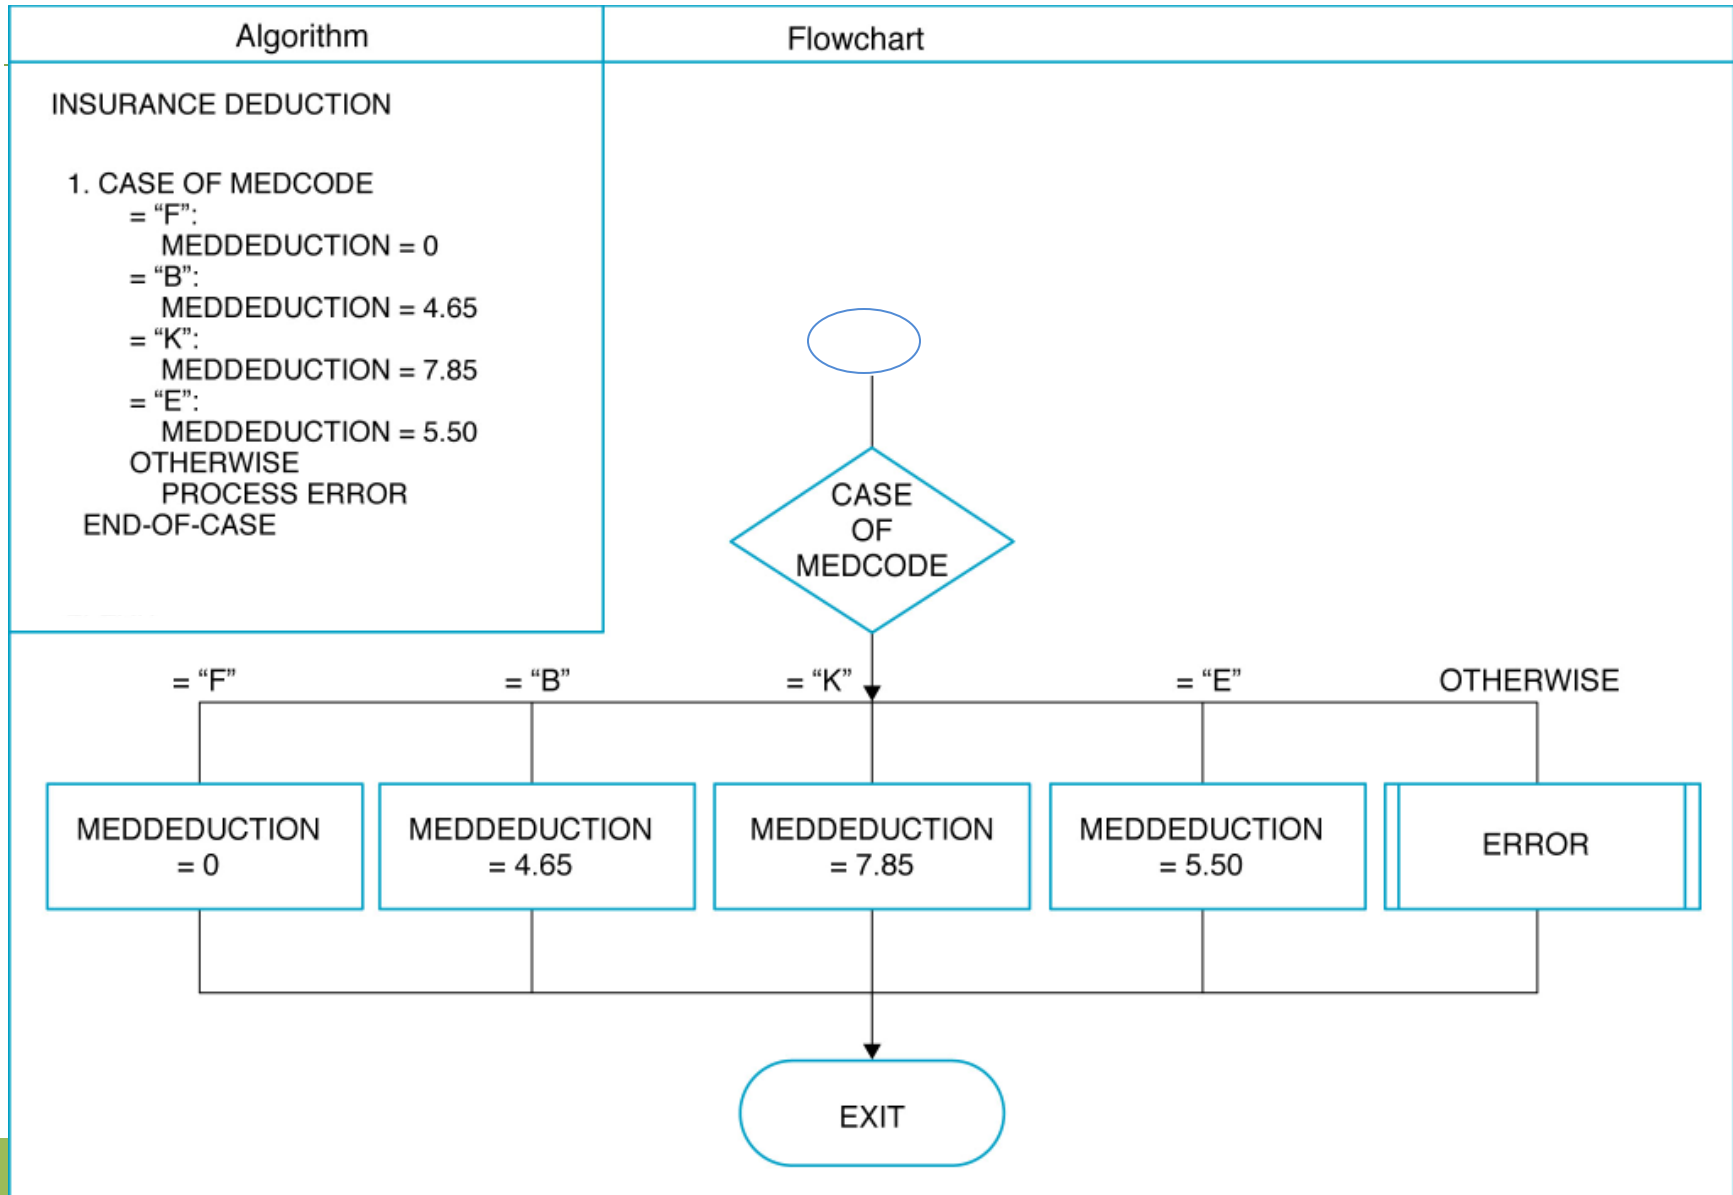 Algorithm
Flowchart
INSURANCE DEDUCTION
1. CASE OF MEDCODE
= “F”:
MEDDEDUCTION = 0
= “B”:
MEDDEDUCTION = 4.65
= “K”:
MEDDEDUCTION = 7.85
= “E”:
MEDDEDUCTION = 5.50
OTHERWISE
PROCESS ERROR
END-OF-CASE
CASE
OF
MEDCODE
= “F”
= “B”
= “K”
= “E”
OTHERWISE
MEDDEDUCTION
= 0
MEDDEDUCTION
= 4.65
MEDDEDUCTION
= 7.85
MEDDEDUCTION
= 5.50
ERROR
EXIT